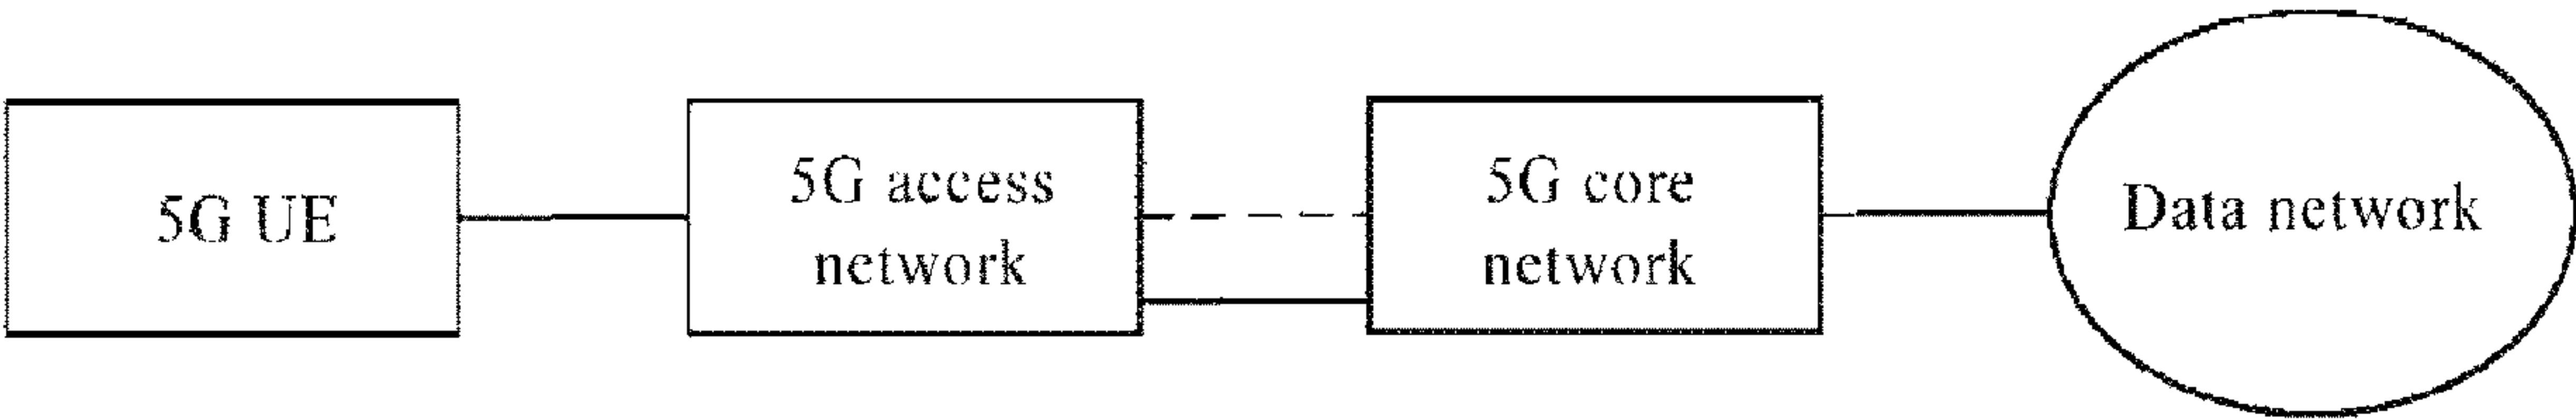 5G UE
5G access
network
5G core
network
Data network